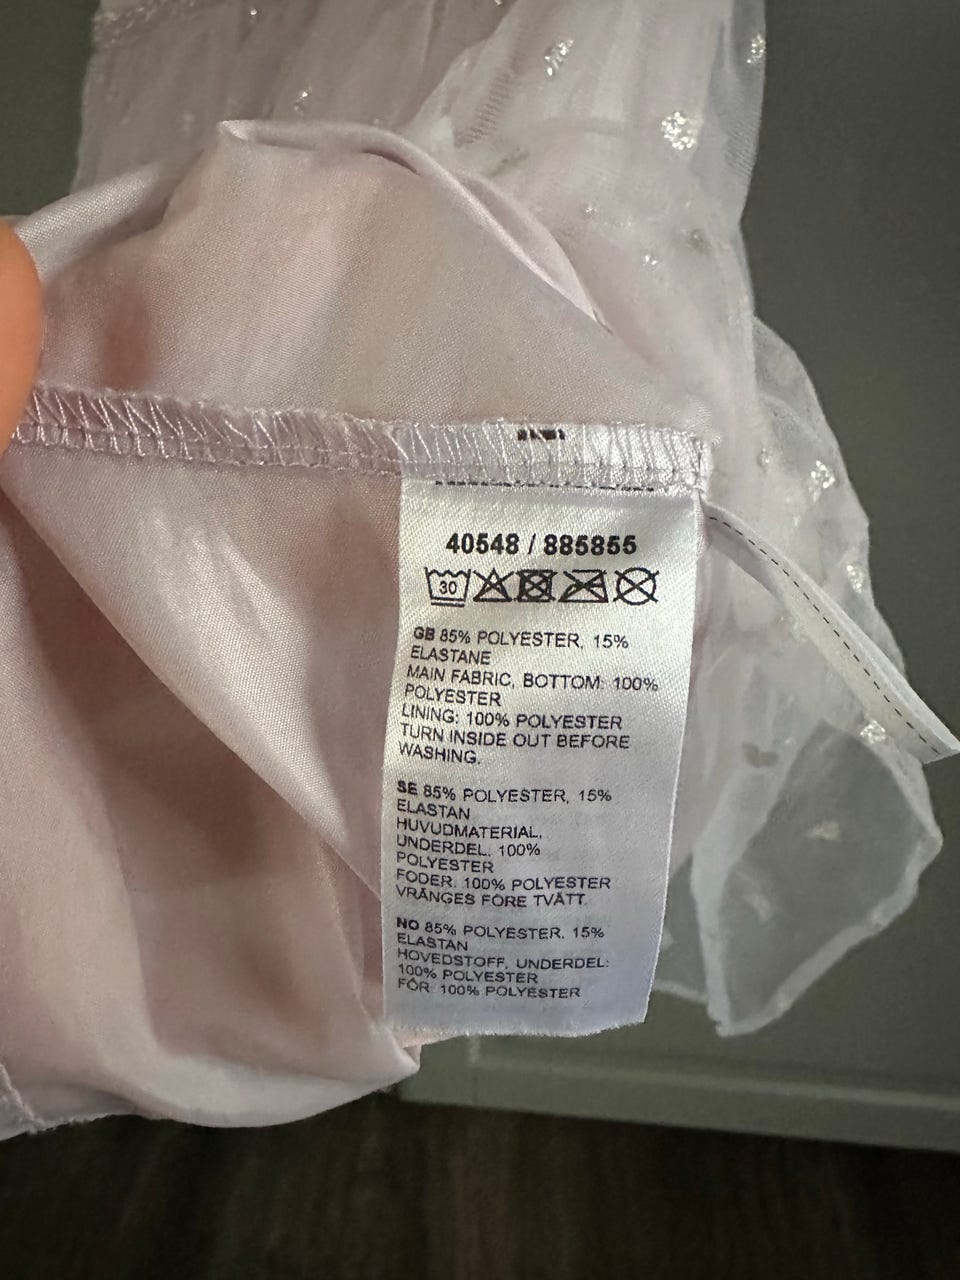 40548 / 885855
30
GB 85% POLYESTER, 15%
ELASTANE
MAIN FABRIC, BOTTOM: 100%
POLYESTER
LINING: 100% POLYESTER
TURN INSIDE OUT BEFORE
WASHING.
SE 85% POLYESTER, 15%
ELASTAN
HUVUDMATERIAL,
UNDERDEL: 100%
POLYESTER
FODER: 100% POLYESTER
VRÄNGES FÖRE TVÄTT.
NO 85% POLYESTER, 15%
ELASTAN
HOVEDSTOFF, UNDERDEL:
100% POLYESTER
FÔR: 100% POLYESTER